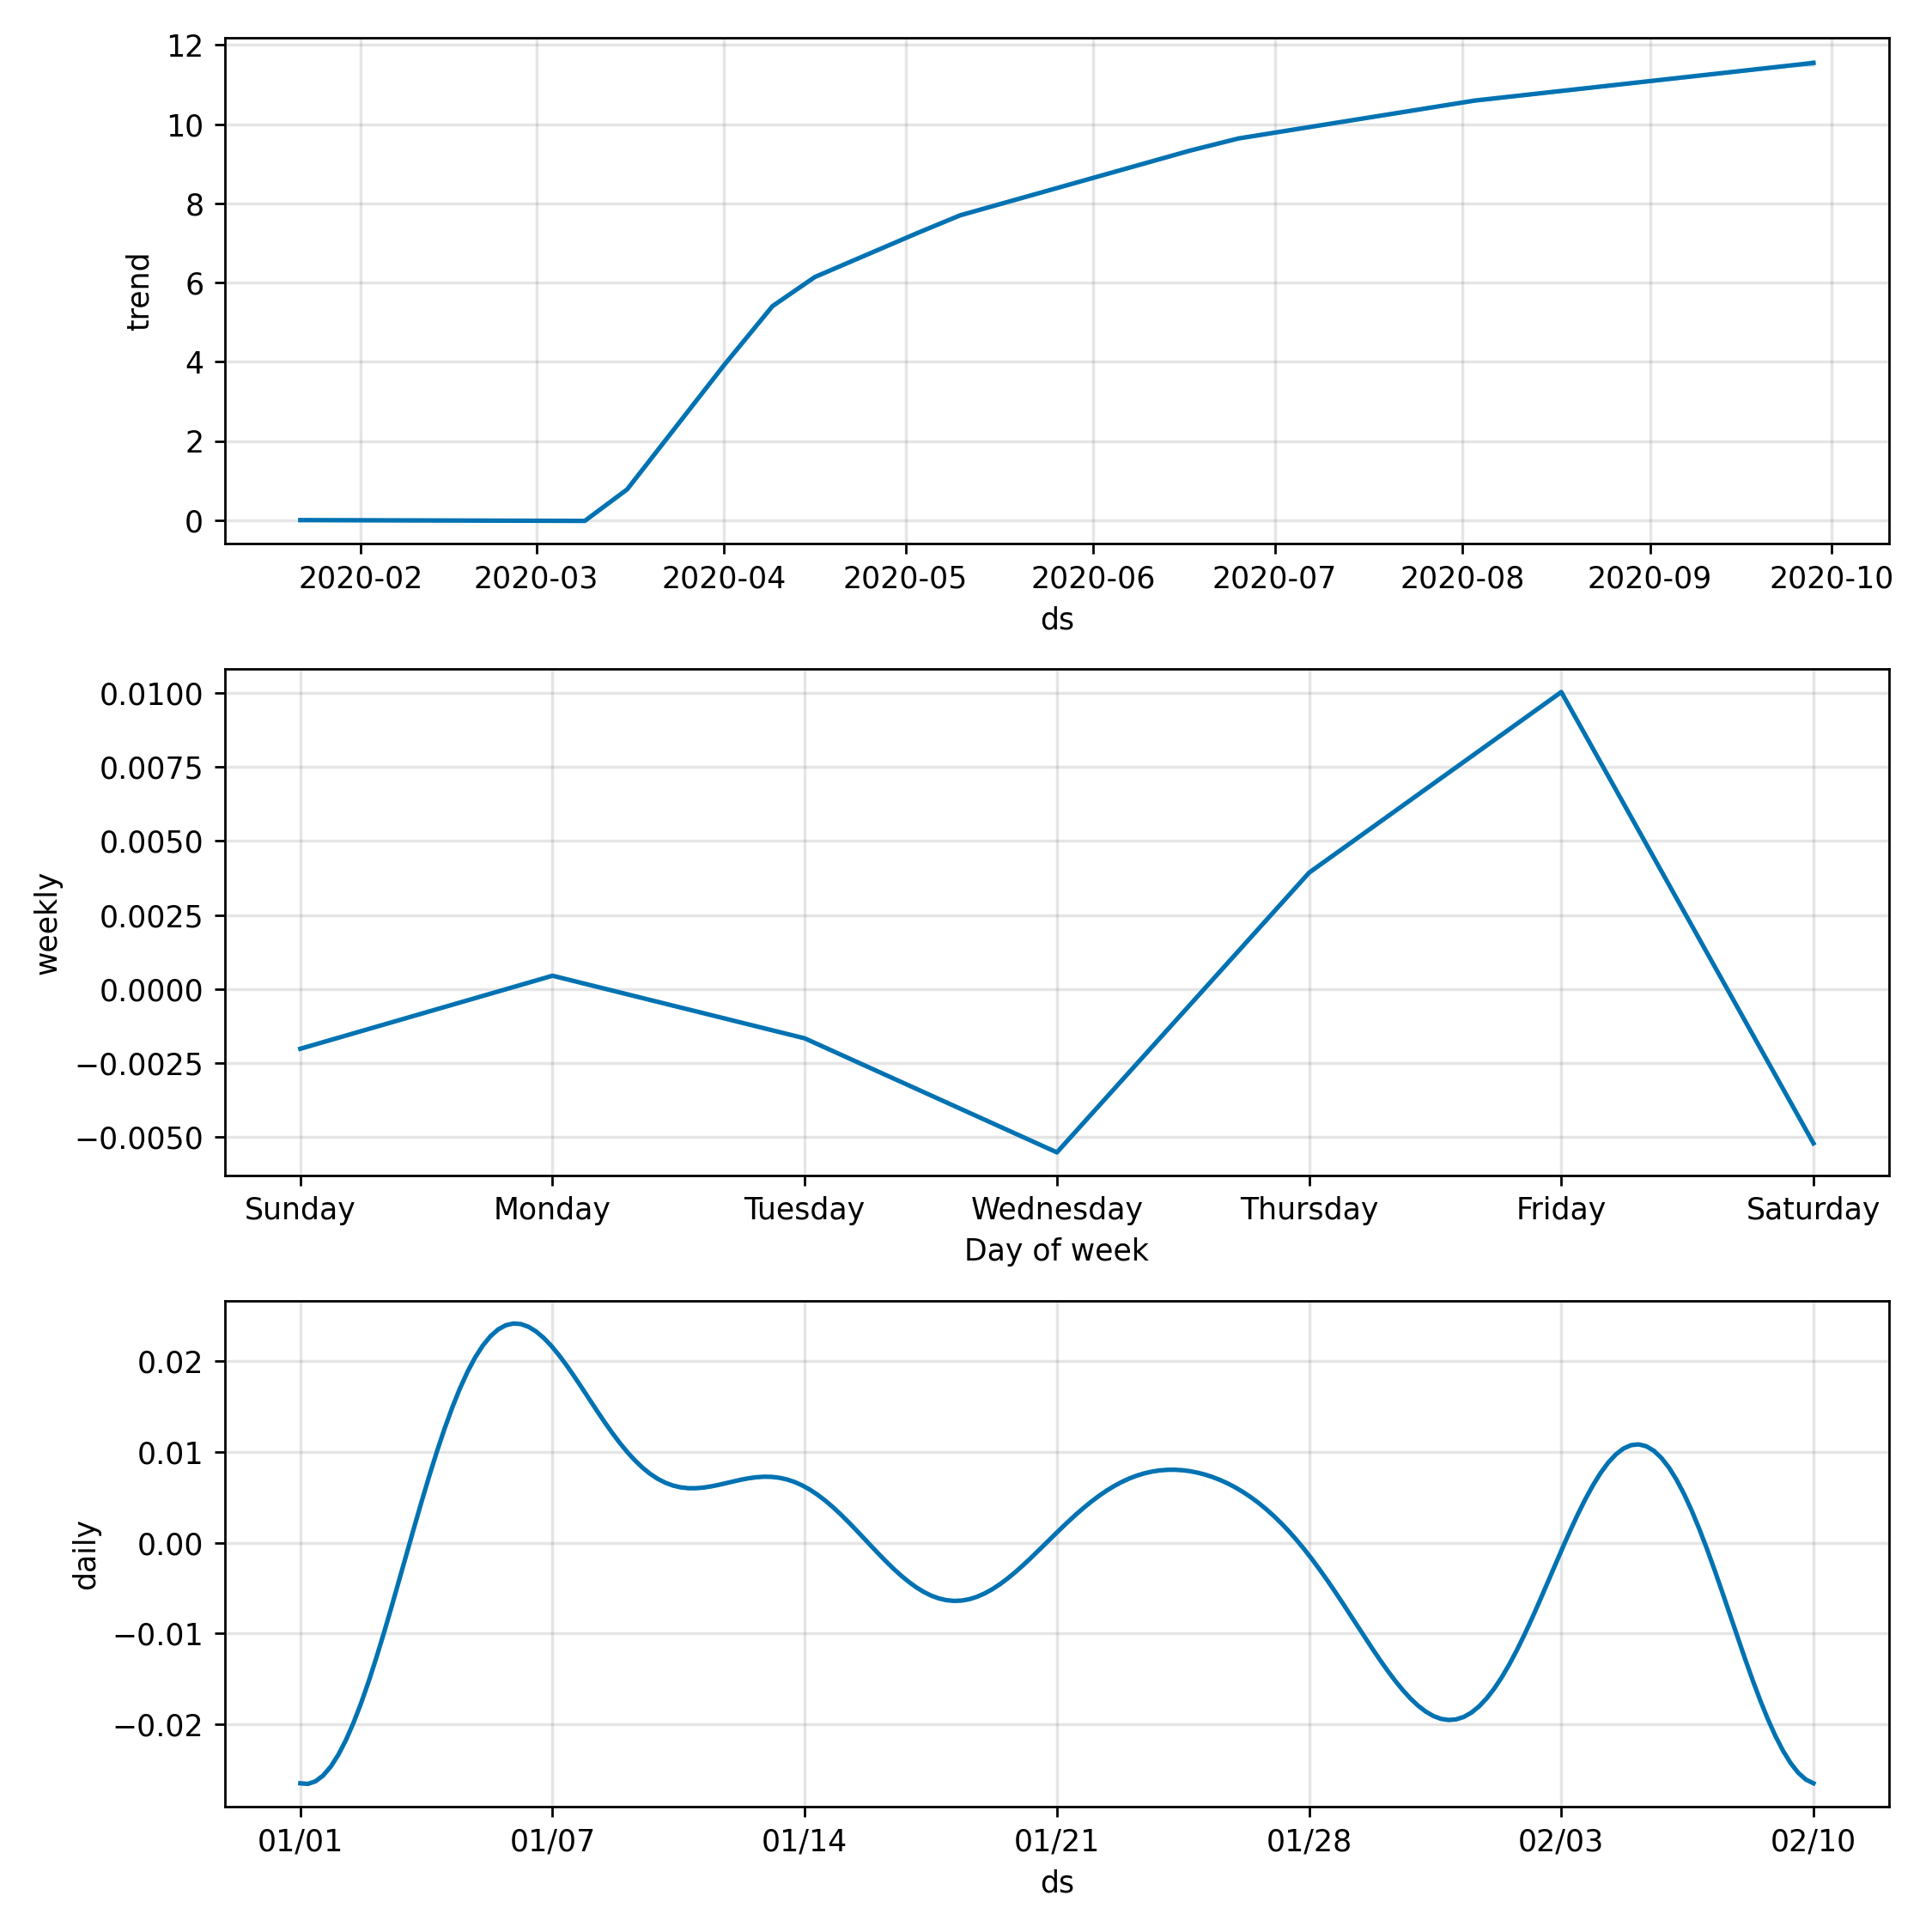 12
10
8
6
4
2
0
trend
2020-02 2020-03 2020-04 2020-05 2020-06 2020-07 2020-08 2020-09 2020-10
ds
0.0100
0.0075
0.0050
0.0025
0.0000
−0.0025
−0.0050
weekly
Sunday Monday Tuesday Wednesday Thursday Friday Saturday
Day of week
0.02
0.01
0.00
−0.01
−0.02
daily
01/01 01/07 01/14 01/21 01/28 02/03 02/10
ds